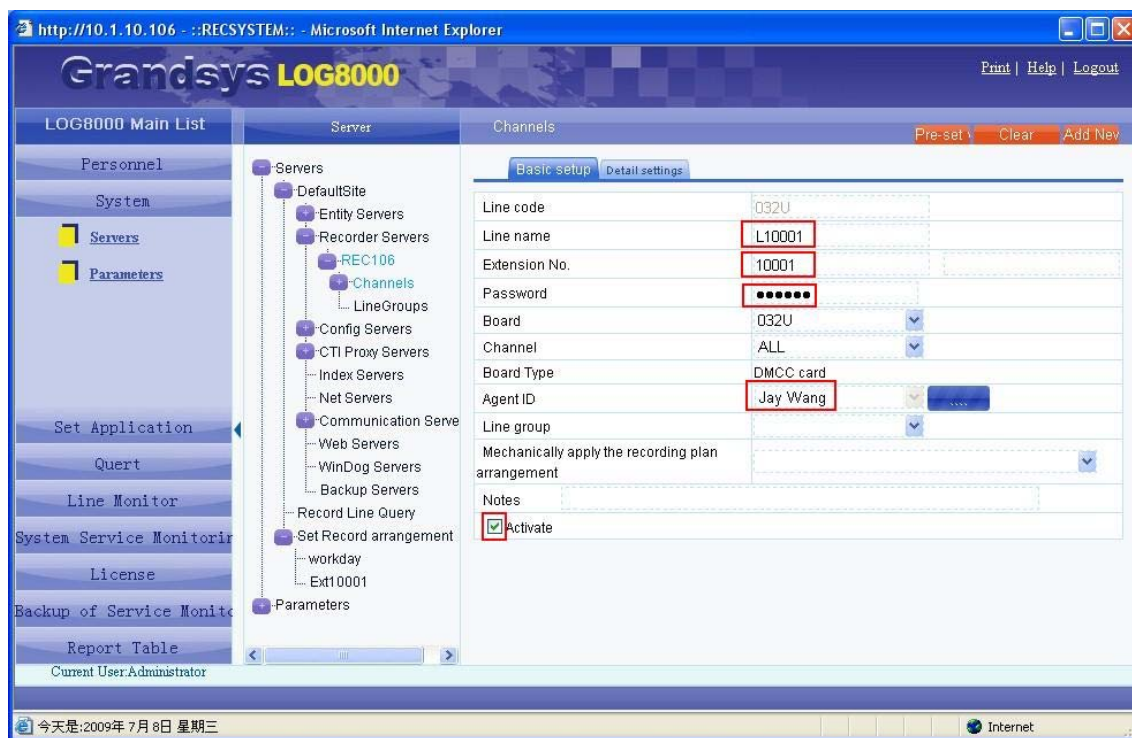 http://10.1.10.106 - ::RECSYSTEM:: - Microsoft Internet Explorer
Grandsys LOG8000
Print | Help | Logout
LOG8000 Main List
Personnel
System
Servers
Parameters
Set Application
Quert
Line Monitor
System Service Monitorir
License
Backup of Service Monito
Report Table
Current User:Administrator
Server
Servers
DefaultSite
Entity Servers
Recorder Servers
REC106
Channels
LineGroups
Config Servers
CTI Proxy Servers
Index Servers
Net Servers
Communication Serve
Web Servers
WinDog Servers
Backup Servers
Record Line Query
Set Record arrangement
workday
Ext10001
Parameters
Channels
Pre-set Clear Add Nev
Basic setup Detail settings
Line code 032U
Line name L10001
Extension No. 10001
Password ●●●●●●
Board 032U
Channel ALL
Board Type DMCC card
Agent ID Jay Wang ....
Line group
Mechanically apply the recording plan
arrangement
Notes
Activate
今天是:2009年7月8日 星期三
Internet